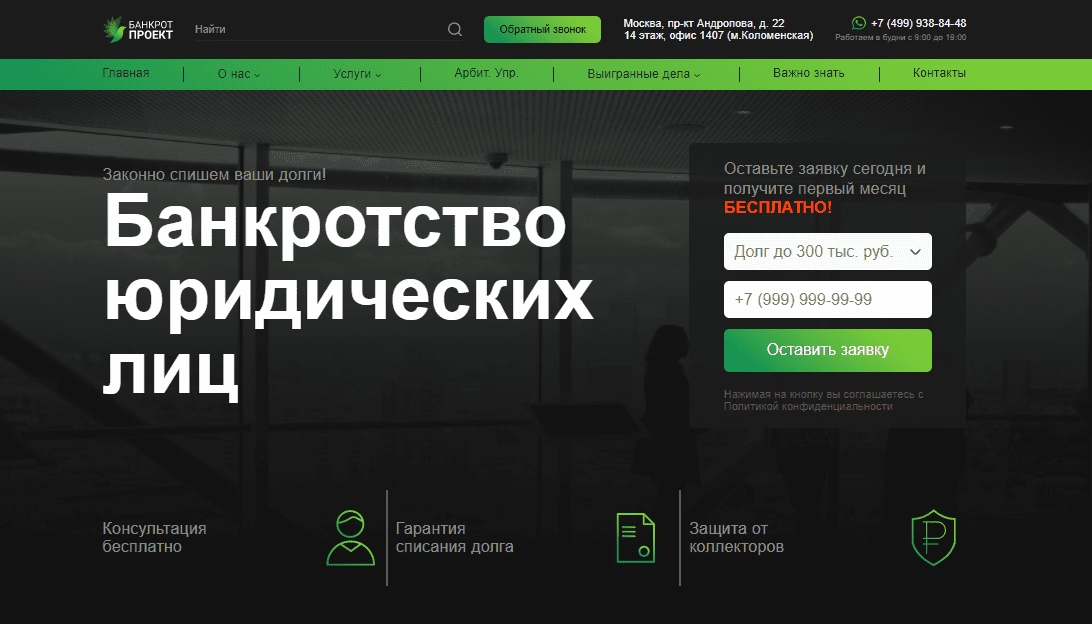 БАНКРОТ
ПРОЕКТ
Найти
Обратный звонок
Москва, пр-кт Андропова, д. 22
14 этаж, офис 1407 (м.Коломенская)
+7 (499) 938-84-48
Работаем в будни с 9:00 до 18:00
Главная
О нас
Услуги
Арбит. Упр.
Выигранные дела
Важно знать
Контакты
Законно спишем ваши долги!
Банкротство
юридических
лиц
Оставьте заявку сегодня и
получите первый месяц
БЕСПЛАТНО!
Долг до 300 тыс. руб.
+7 (999) 999-99-99
Оставить заявку
Нажимая на кнопку вы соглашаетесь с
Политикой конфиденциальности
Консультация
бесплатно
Гарантия
списания долга
Защита от
коллекторов